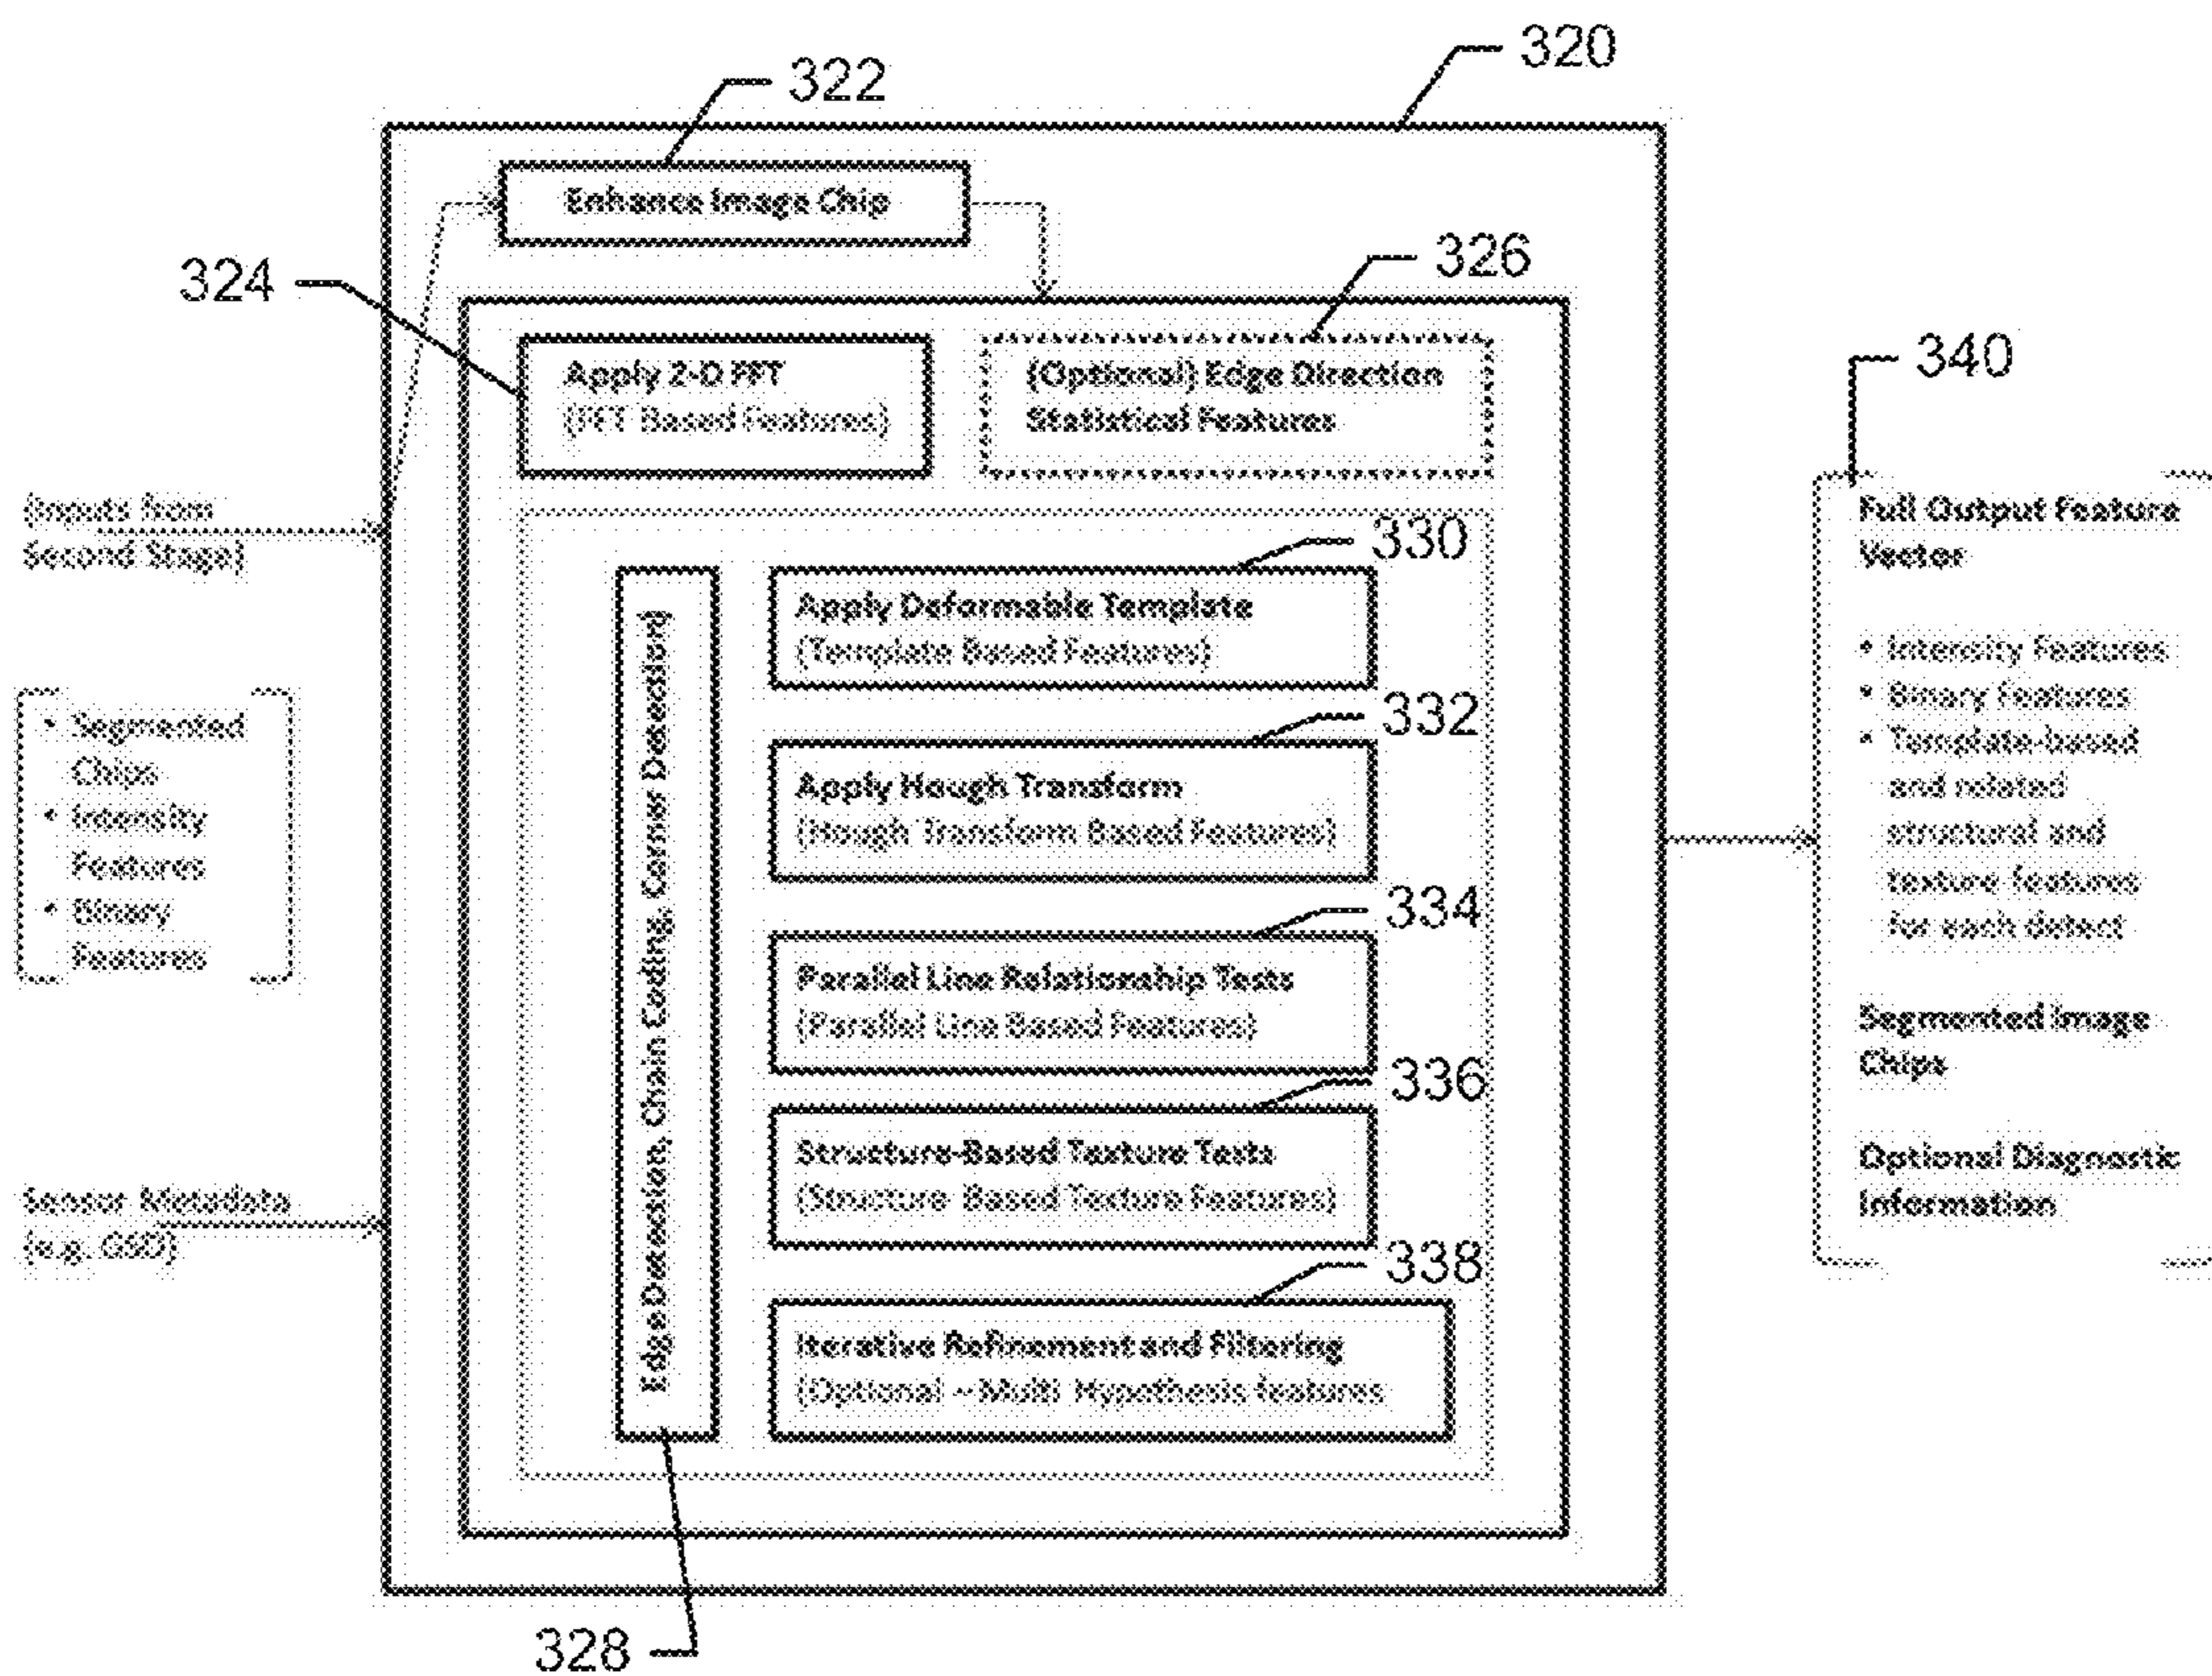 320
322
Enhance Image Chip
324
326
Apply 2-D FFT
(FFT Based Features)
(Optional) Edge Direction
Statistical Features
340
(Inputs from
Second Stage)
• Segmented
Chips
• Intensity
Features
• Binary
Features
Sensor Metadata
(e.g. GSD)
Edge Detection, Chain Coding, Corner Detection)
328
330
Apply Deformable Template
(Template Based Features)
332
Apply Hough Transform
(Hough Transform Based Features)
334
Parallel Line Relationship Tests
(Parallel Line Based Features)
336
Structure-Based Texture Tests
(Structure Based Texture Features)
338
Iterative Refinement and Filtering
(Optional - Multi Hypothesis features
Full Output Feature
Vector
• Intensity Features
• Binary Features
• Template-based
and related
structural and
texture features
for each detect
Segmented Image
Chips
Optional Diagnostic
Information